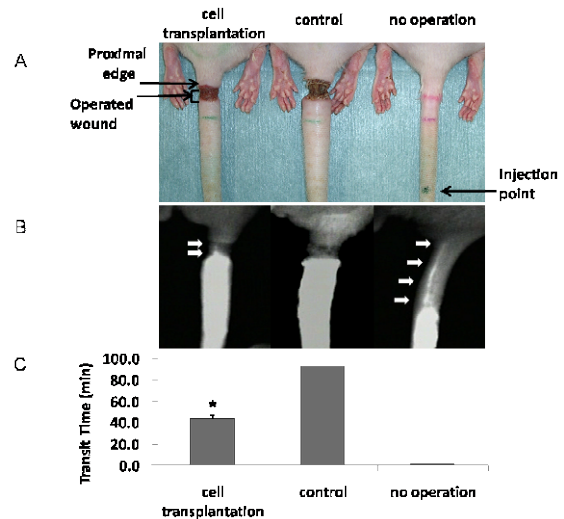 cell
transplantation control no operation
A
Proximal
edge
Operated
wound
Injection
point
B
C
Transit Time (min)
100.0
80.0
60.0
40.0
20.0
0.0
*
cell
transplantation control no operation